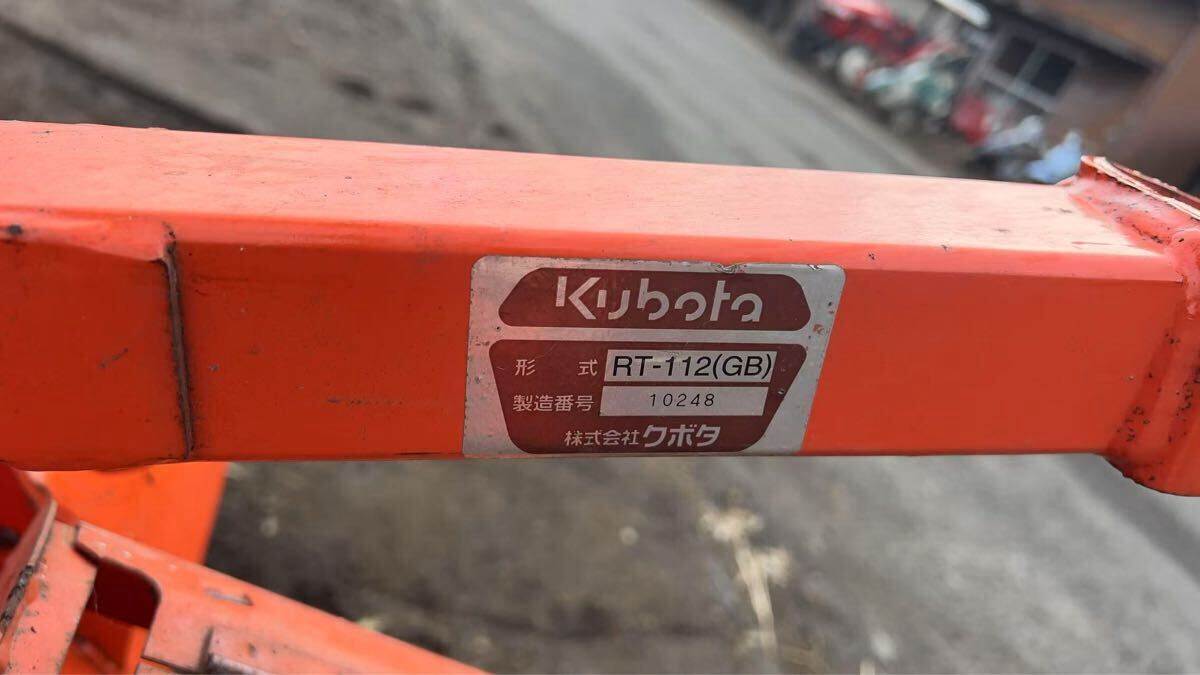 Kubota
形 式 RT-112(GB)
製造番号 10248
株式会社クボタ